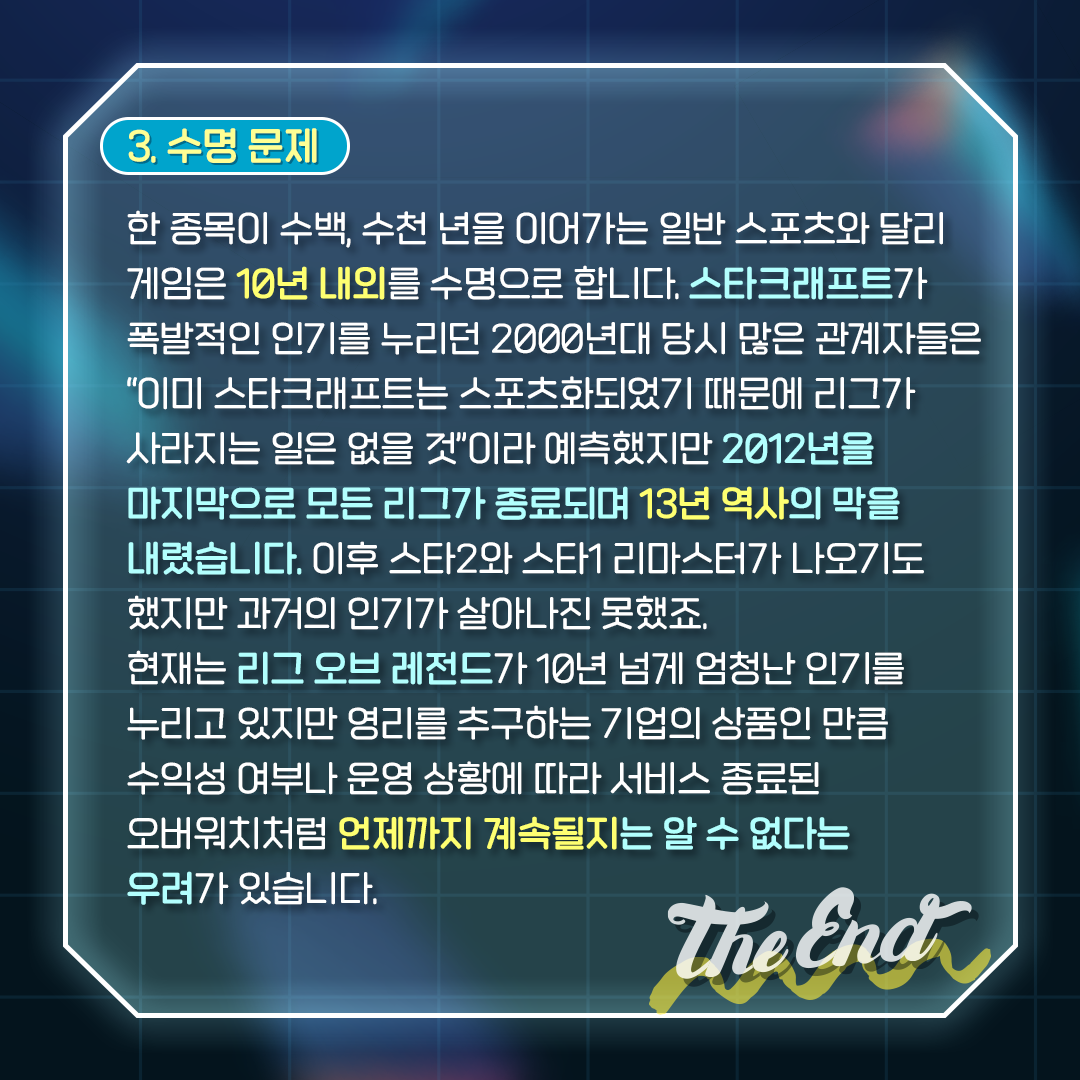 3. 수명 문제
한 종목이 수백, 수천 년을 이어가는 일반 스포츠와 달리
게임은 10년 내외를 수명으로 합니다. 스타크래프트가
폭발적인 인기를 누리던 2000년대 당시 많은 관계자들은
“이미 스타크래프트는 스포츠화되었기 때문에 리그가
사라지는 일은 없을 것”이라 예측했지만 2012년을
마지막으로 모든 리그가 종료되며 13년 역사의 막을
내렸습니다. 이후 스타2와 스타1 리마스터가 나오기도
했지만 과거의 인기가 살아나진 못했죠.
현재는 리그 오브 레전드가 10년 넘게 엄청난 인기를
누리고 있지만 영리를 추구하는 기업의 상품인 만큼
수익성 여부나 운영 상황에 따라 서비스 종료된
오버워치처럼 언제까지 계속될지는 알 수 없다는
우려가 있습니다.
The End